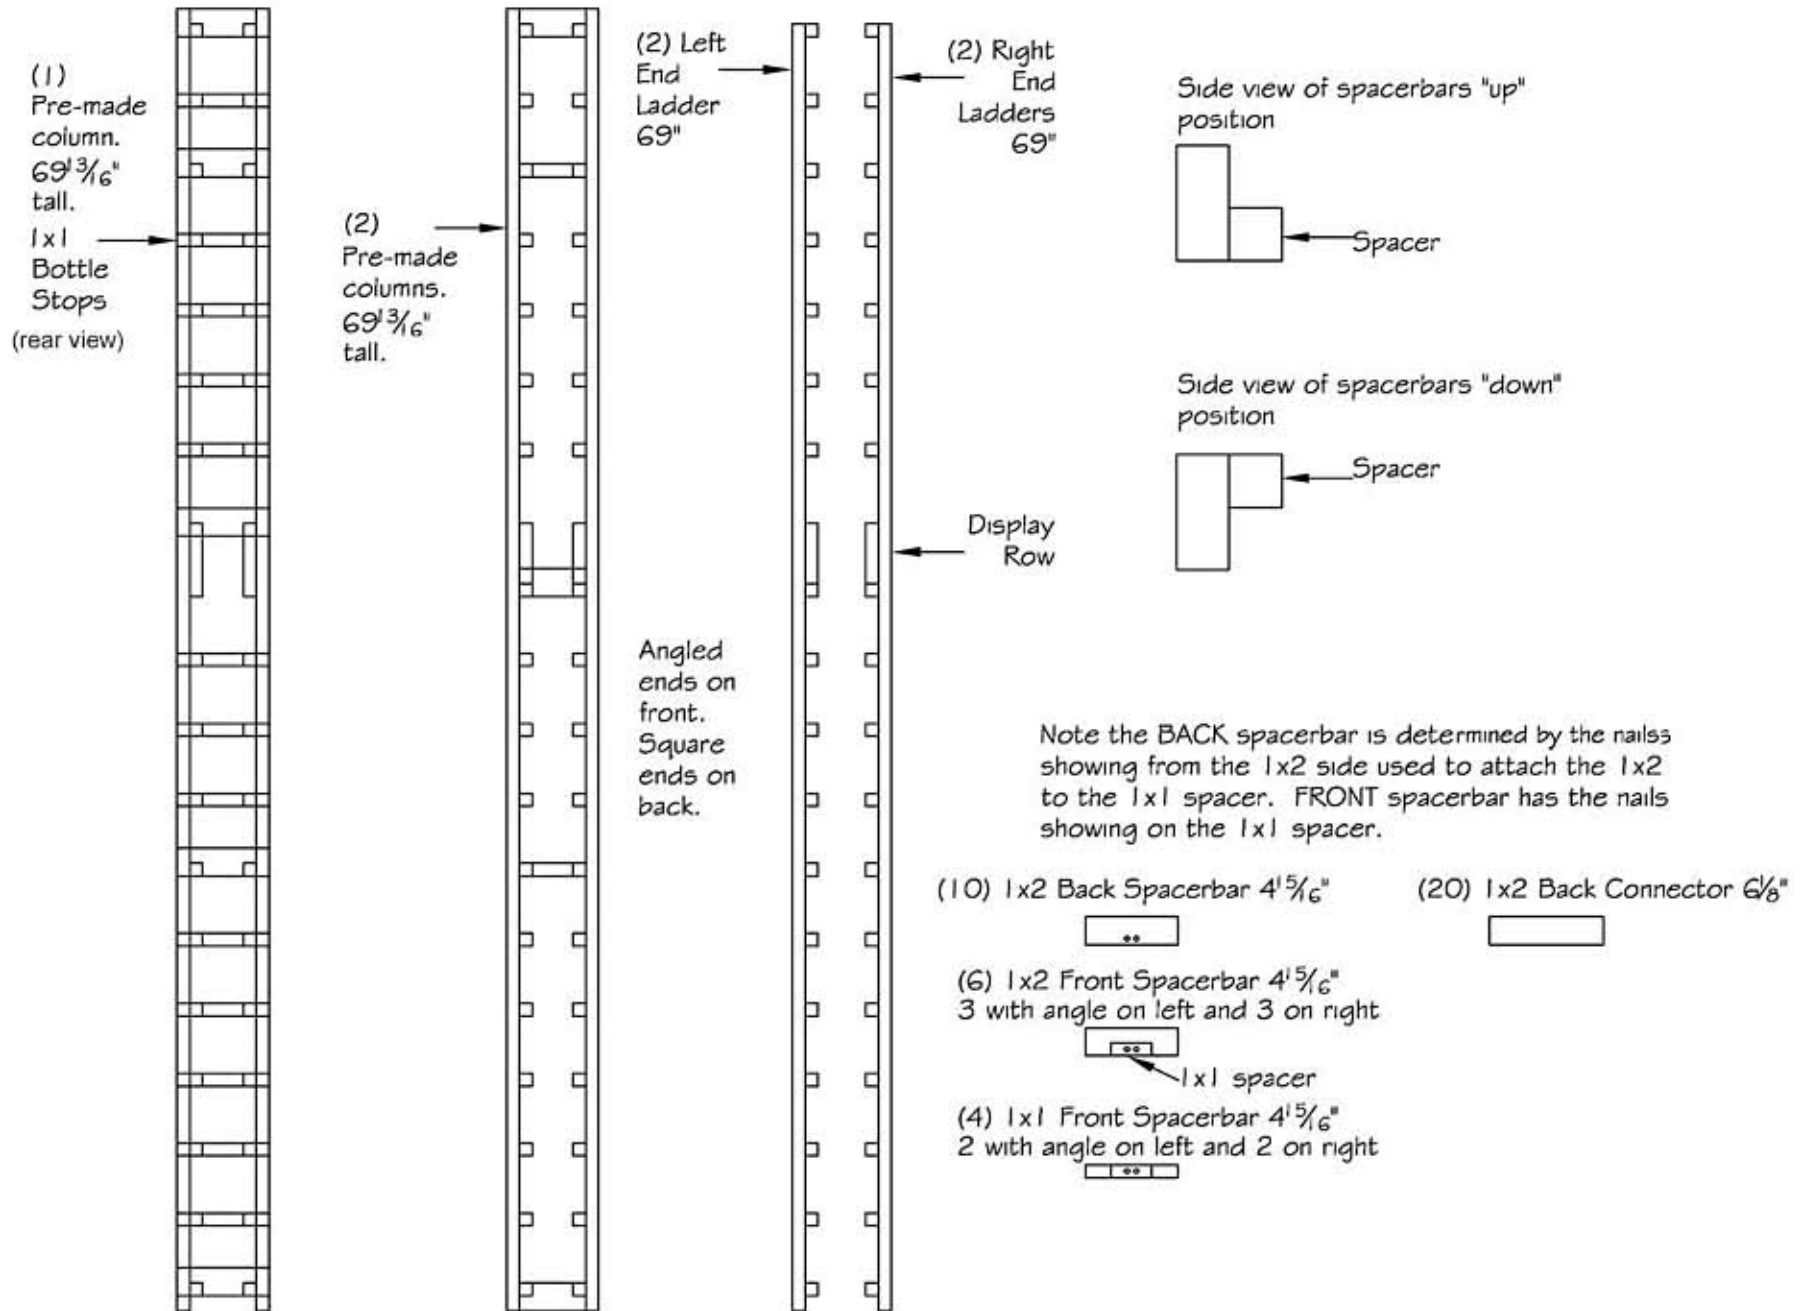 (1)
Pre-made
column.
69 13/16"
tall.
1x1
Bottle
Stops
(rear view)
(2)
Pre-made
columns.
69 13/16"
tall.
(2) Left
End
Ladder
69"
(2) Right
End
Ladders
69"
Display
Row
Angled
ends on
front.
Square
ends on
back.
Side view of spacerbars "up"
position
Spacer
Side view of spacerbars "down"
position
Spacer
Note the BACK spacerbar is determined by the nailss
showing from the 1x2 side used to attach the 1x2
to the 1x1 spacer. FRONT spacerbar has the nails
showing on the 1x1 spacer.
(10) 1x2 Back Spacerbar 4 15/16"
(20) 1x2 Back Connector 6 1/8"
(6) 1x2 Front Spacerbar 4 15/16"
3 with angle on left and 3 on right
1x1 spacer
(4) 1x1 Front Spacerbar 4 15/16"
2 with angle on left and 2 on right